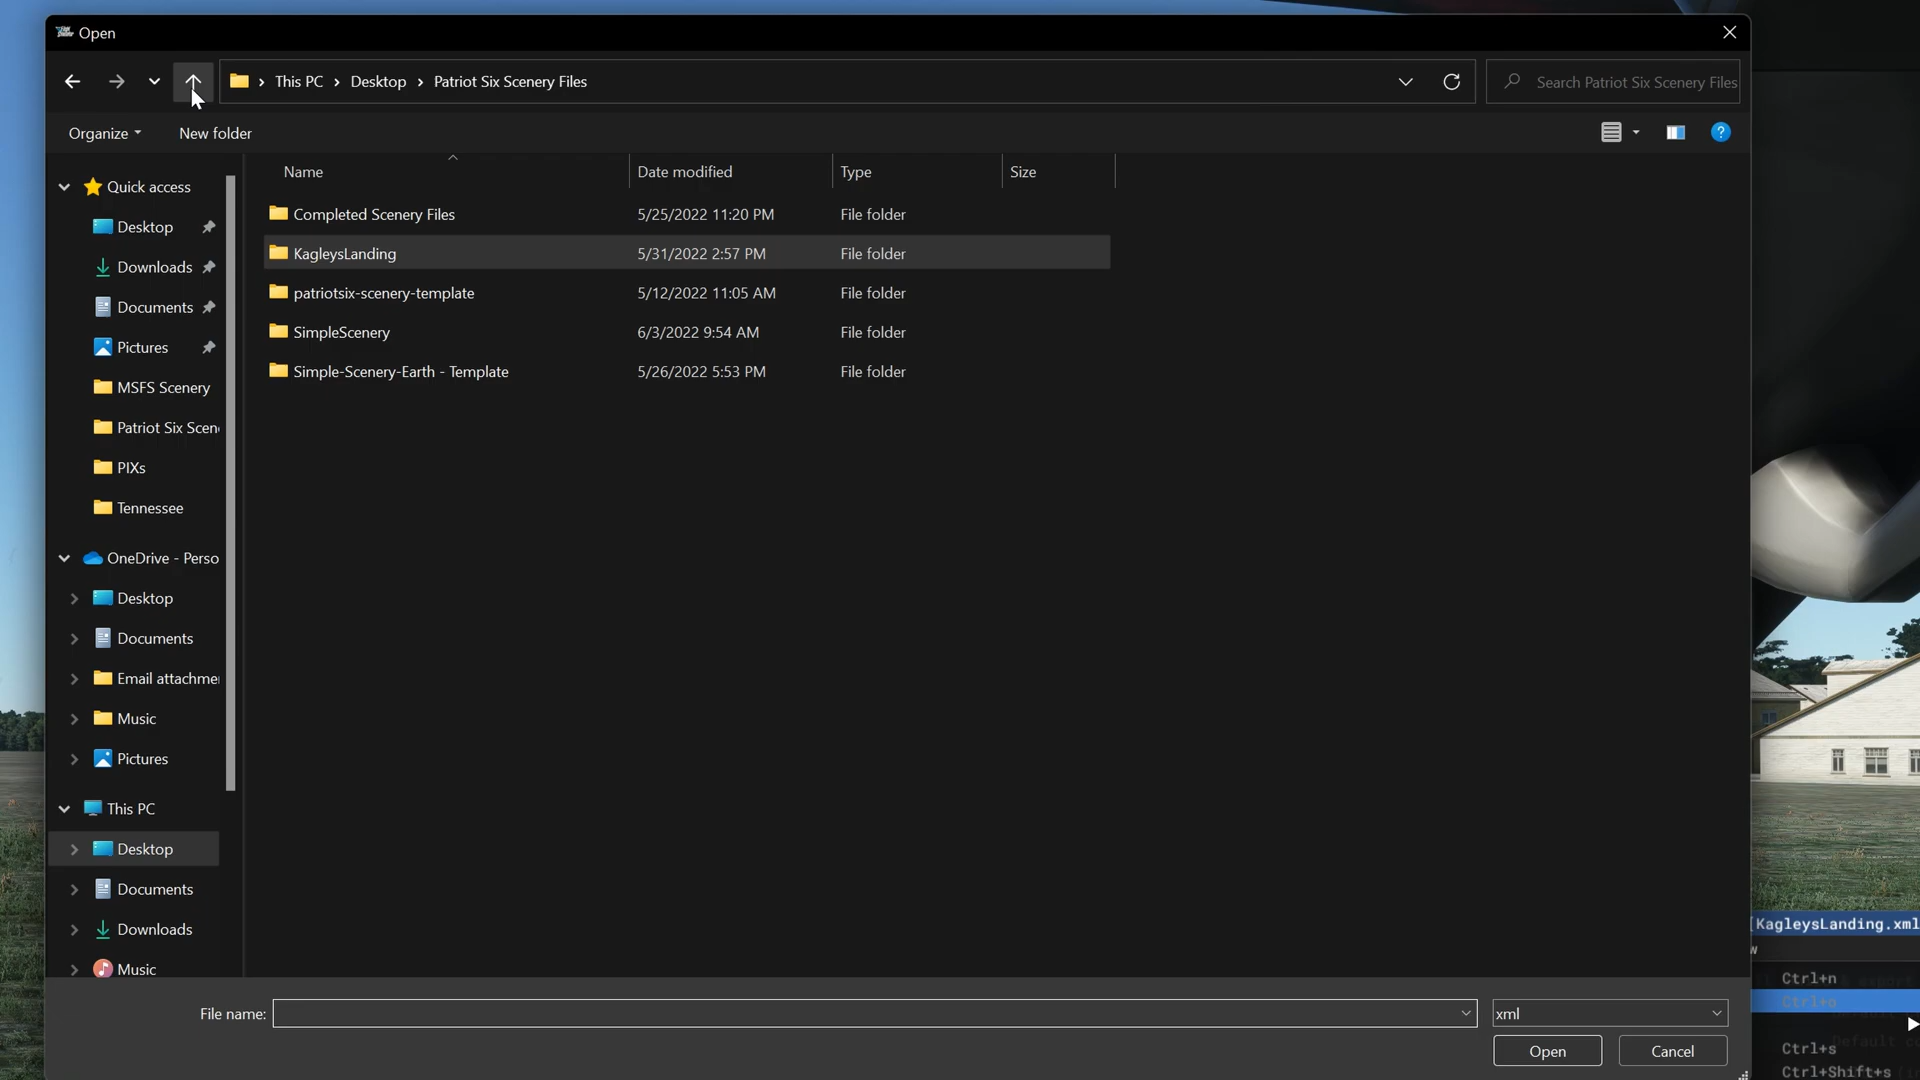 Open
This PC
Desktop
Patriot Six Scenery Files
Search Patriot Six Scenery Files
Organize
New folder
Name
Date modified
Type
Size
Completed Scenery Files 5/25/2022 11:20 PM File folder
KagleysLanding 5/31/2022 2:57 PM File folder
patriotsix-scenery-template 5/12/2022 11:05 AM File folder
SimpleScenery 6/3/2022 9:54 AM File folder
Simple-Scenery-Earth - Template 5/26/2022 5:53 PM File folder
Quick access
Desktop
Downloads
Documents
Pictures
MSFS Scenery
Patriot Six Scen
PIXs
Tennessee
OneDrive - Perso
Desktop
Documents
Email attachme
Music
Pictures
This PC
Desktop
Documents
Downloads
Music
File name:
xml
Open
Cancel
[KagleysLanding.xml
w
Ctrl+n
Ctrl+o
Ctrl+s
Ctrl+Shift+s